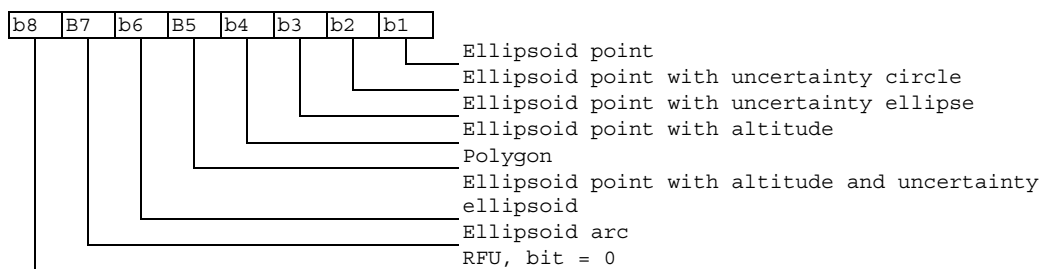 b8 B7 b6 B5 b4 b3 b2 b1
Ellipsoid point
Ellipsoid point with uncertainty circle
Ellipsoid point with uncertainty ellipse
Ellipsoid point with altitude
Polygon
Ellipsoid point with altitude and uncertainty
ellipsoid
Ellipsoid arc
RFU, bit = 0